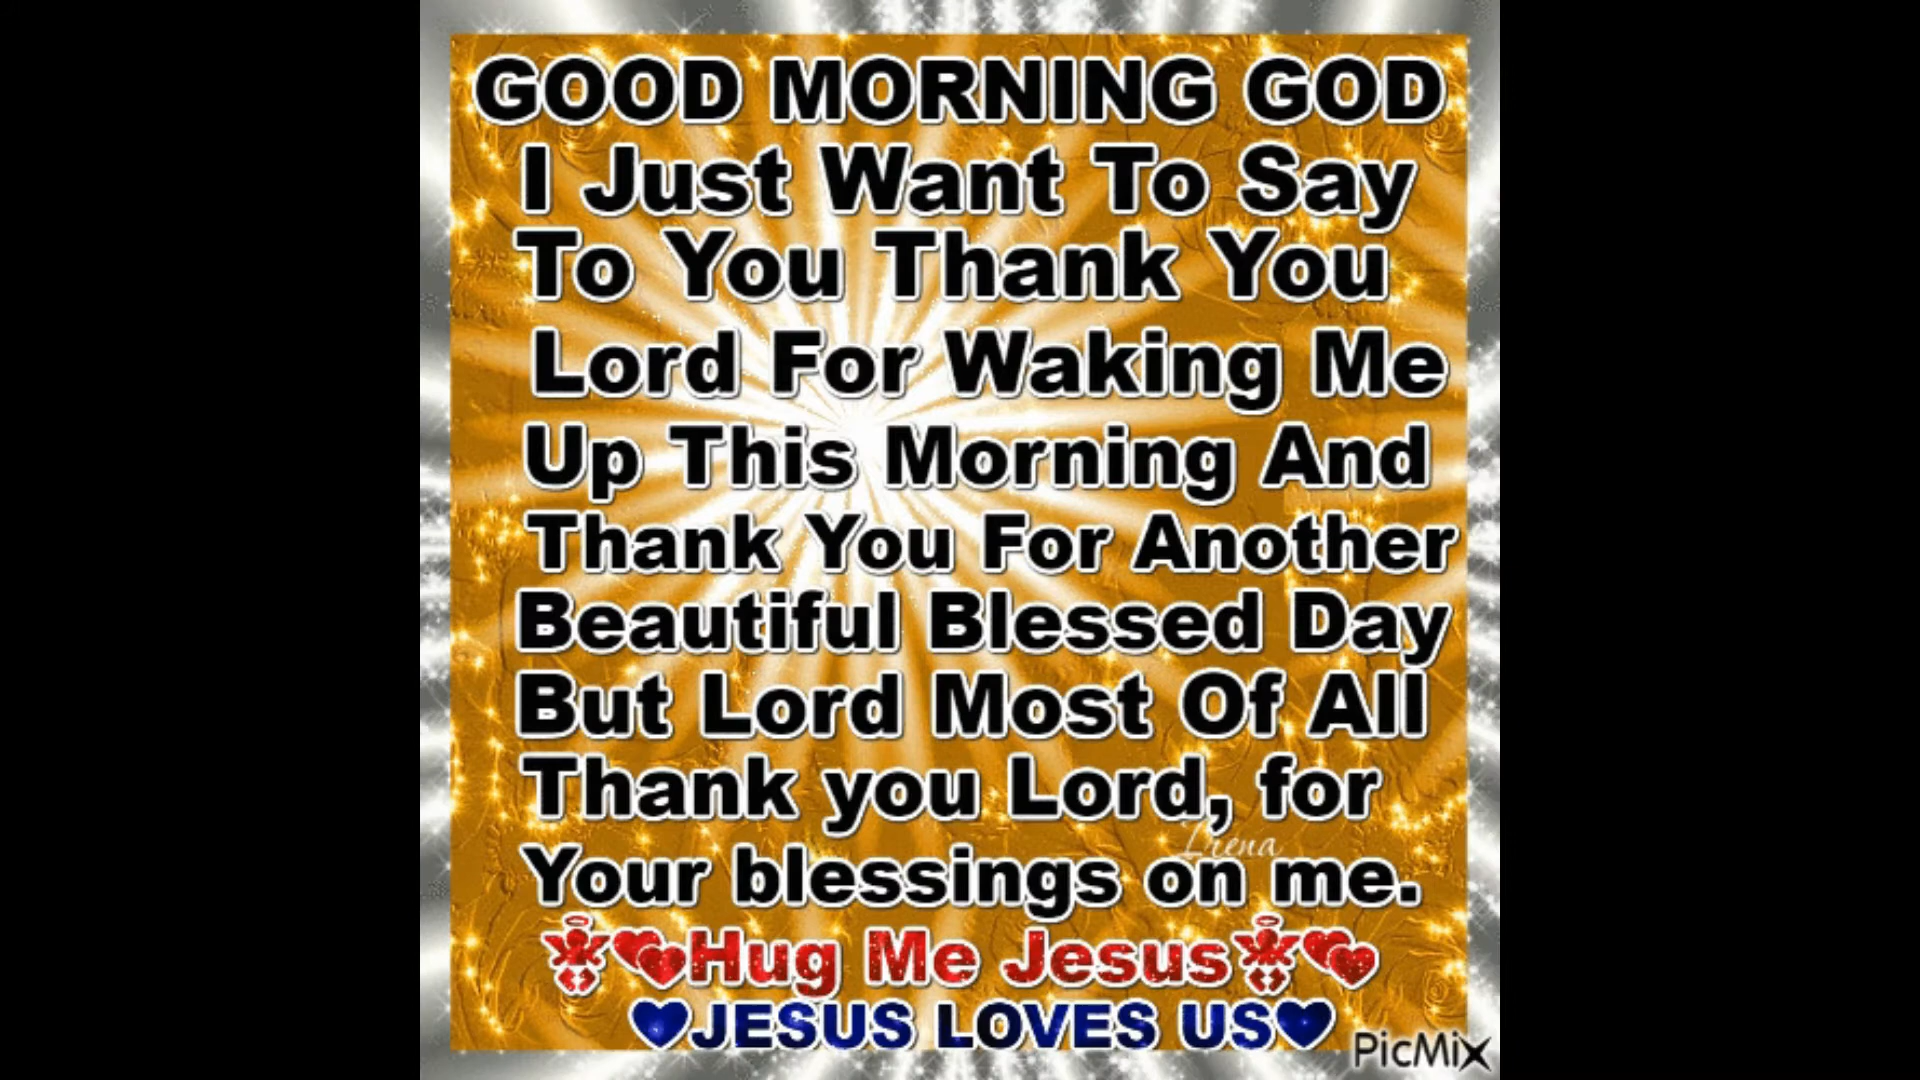 GOOD MORNING GOD
I Just Want To Say
To You Thank You
Lord For Waking Me
Up This Morning And
Thank You For Another
Beautiful Blessed Day
But Lord Most Of All
Thank you Lord, for
Irena
Your blessings on me.
Hug Me Jesus
JESUS LOVES US
PicMix